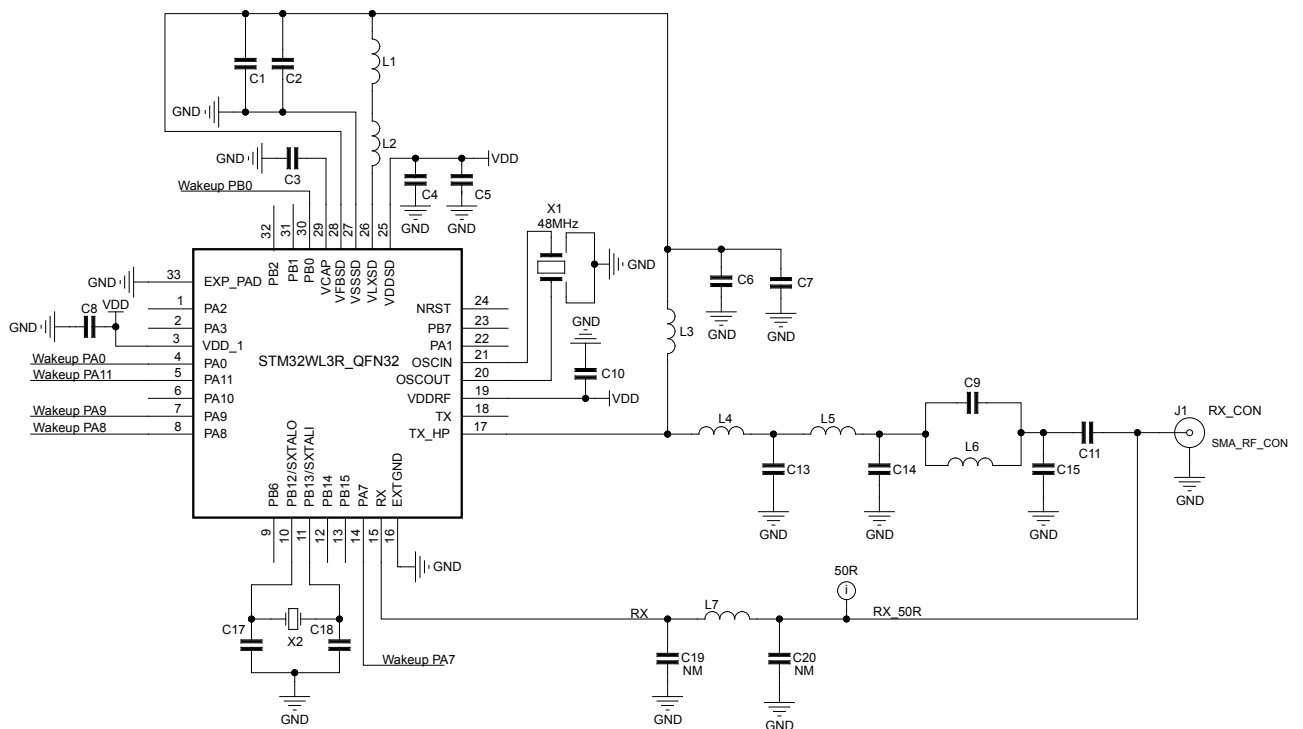 L1
C1
C2
GND
L2
GND
C3
VDD
C4
C5
GND
GND
Wakeup PB0
X1
48MHz
GND
32
31
30
29
28
27
26
25
PB2
PB1
PB0
VCAP
VFBSD
VSSSD
VLXSD
VDDSD
C6
C7
GND
GND
GND
33
EXP_PAD
C8
VDD
GND
1
PA2
2
PA3
3
VDD_1
Wakeup PA0
4
PA0
Wakeup PA11
5
PA11
6
PA10
Wakeup PA9
7
PA9
Wakeup PA8
8
PA8
STM32WL3R_QFN32
NRST
24
PB7
23
PA1
22
OSCIN
21
OSCOUT
20
VDDRF
19
TX
18
TX_HP
17
L3
GND
C10
VDD
L4
L5
C9
L6
J1
RX_CON
SMA_RF_CON
C11
C13
C14
C15
GND
GND
GND
GND
PB6
PB12/SXTALO
PB13/SXTALI
PB14
PB15
PA7
RX
EXTGND
9
10
11
12
13
14
15
16
GND
C17
X2
C18
GND
Wakeup PA7
RX
L7
50R
i
RX_50R
C19
NM
C20
NM
GND
GND